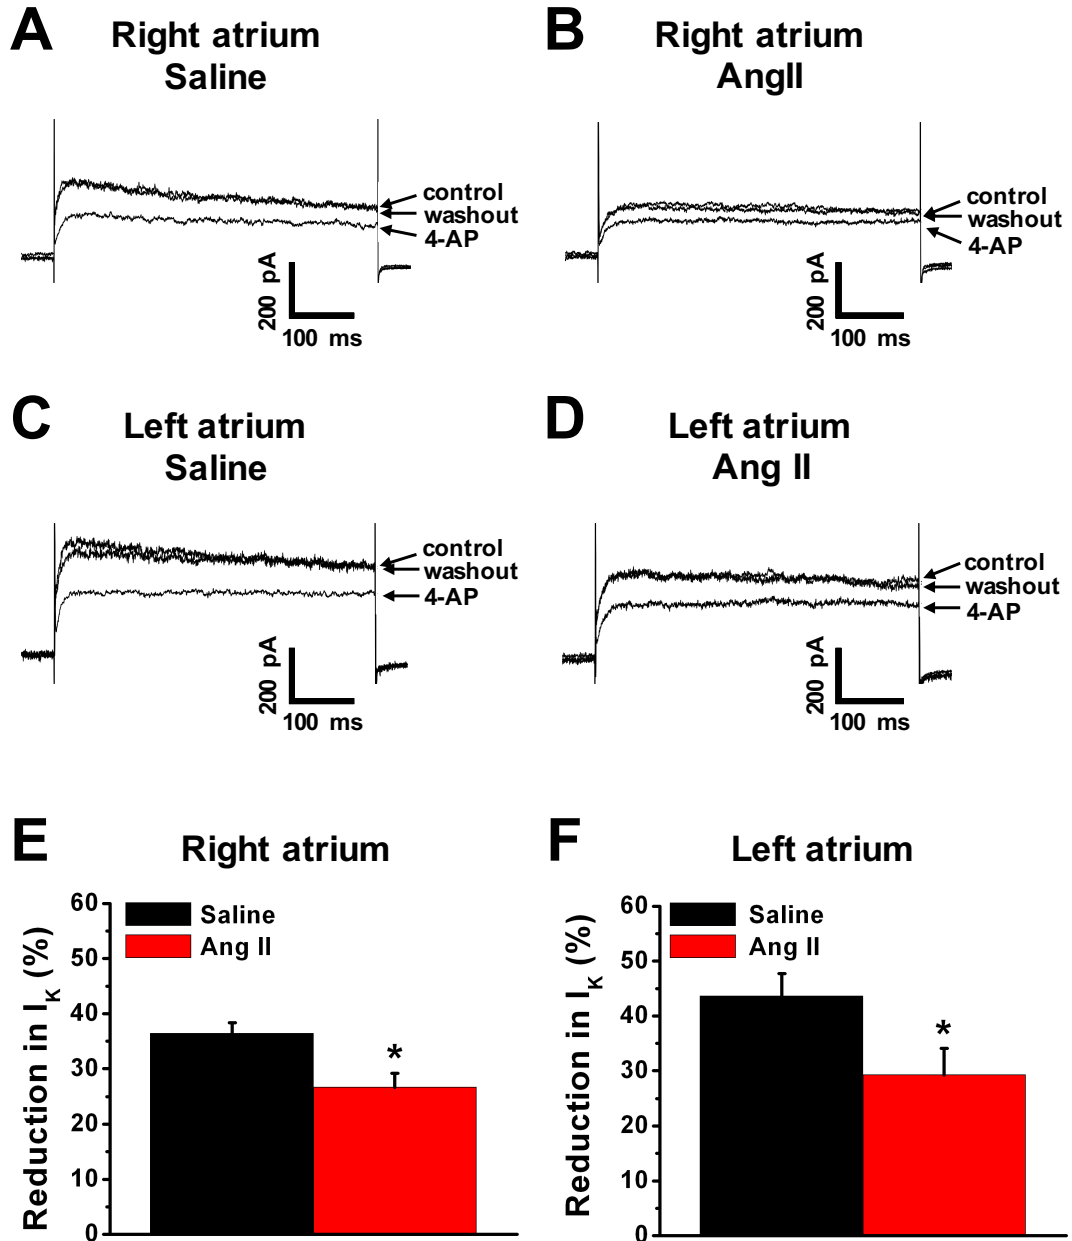 A
Right atrium
Saline
control
washout
4-AP
200 pA
100 ms
B
Right atrium
AngII
control
washout
4-AP
200 pA
100 ms
C
Left atrium
Saline
control
washout
4-AP
200 pA
100 ms
D
Left atrium
Ang II
control
washout
4-AP
200 pA
100 ms
E
Right atrium
Reduction in IK (%)
60
50
40
30
20
10
0
Saline
Ang II
*
F
Left atrium
Reduction in IK (%)
60
50
40
30
20
10
0
Saline
Ang II
*